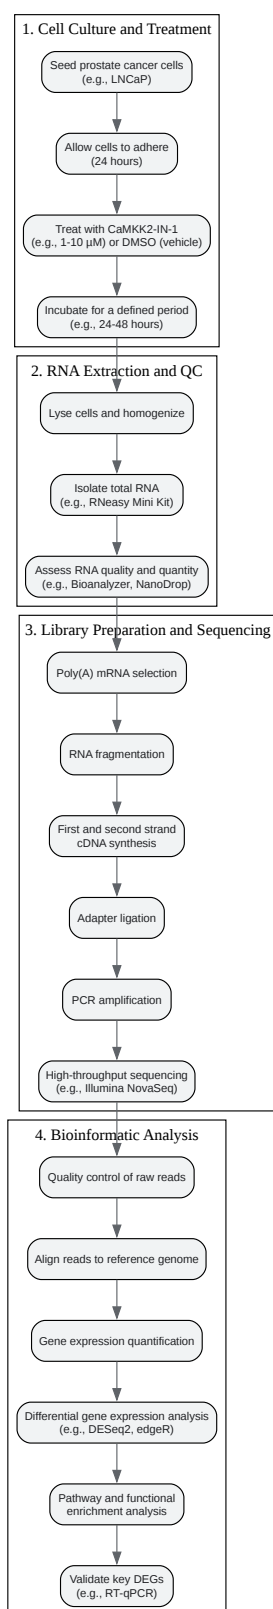 1. Cell Culture and Treatment
Seed prostate cancer cells
(e.g., LNCaP)
Allow cells to adhere
(24 hours)
Treat with CaMKK2-IN-1
(e.g., 1-10 µM) or DMSO (vehicle)
Incubate for a defined period
(e.g., 24-48 hours)
2. RNA Extraction and QC
Lyse cells and homogenize
Isolate total RNA
(e.g., RNeasy Mini Kit)
Assess RNA quality and quantity
(e.g., Bioanalyzer, NanoDrop)
3. Library Preparation and Sequencing
Poly(A) mRNA selection
RNA fragmentation
First and second strand
cDNA synthesis
Adapter ligation
PCR amplification
High-throughput sequencing
(e.g., Illumina NovaSeq)
4. Bioinformatic Analysis
Quality control of raw reads
Align reads to reference genome
Gene expression quantification
Differential gene expression analysis
(e.g., DESeq2, edgeR)
Pathway and functional
enrichment analysis
Validate key DEGs
(e.g., RT-qPCR)